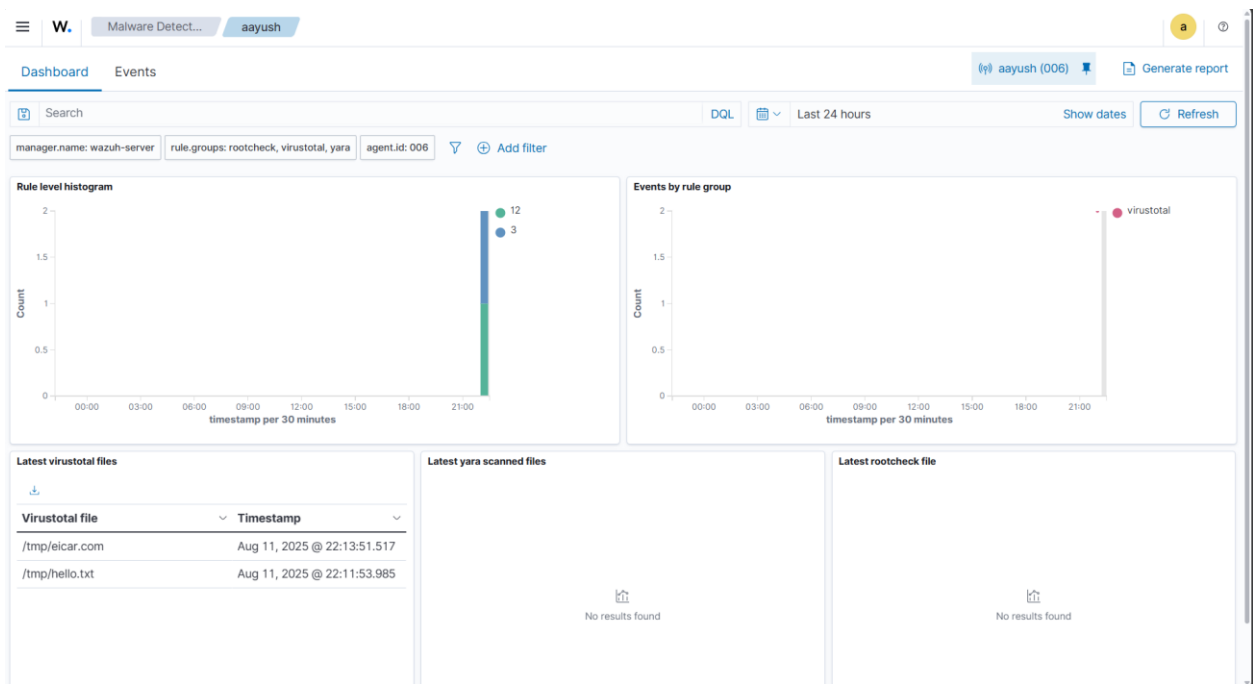 W. Malware Detect... aayush a
Dashboard Events aayush (006) Generate report
Search DQL Last 24 hours Show dates Refresh
manager.name: wazuh-server rule.groups: rootcheck, virustotal, yara agent.id: 006 Add filter
Rule level histogram
2
1.5
1
0.5
0
Count
00:00 03:00 06:00 09:00 12:00 15:00 18:00 21:00
timestamp per 30 minutes
12
3
Events by rule group
2
1.5
1
0.5
0
Count
00:00 03:00 06:00 09:00 12:00 15:00 18:00 21:00
timestamp per 30 minutes
virustotal
Latest virustotal files
Virustotal file Timestamp
/tmp/eicar.com Aug 11, 2025 @ 22:13:51.517
/tmp/hello.txt Aug 11, 2025 @ 22:11:53.985
Latest yara scanned files
No results found
Latest rootcheck file
No results found